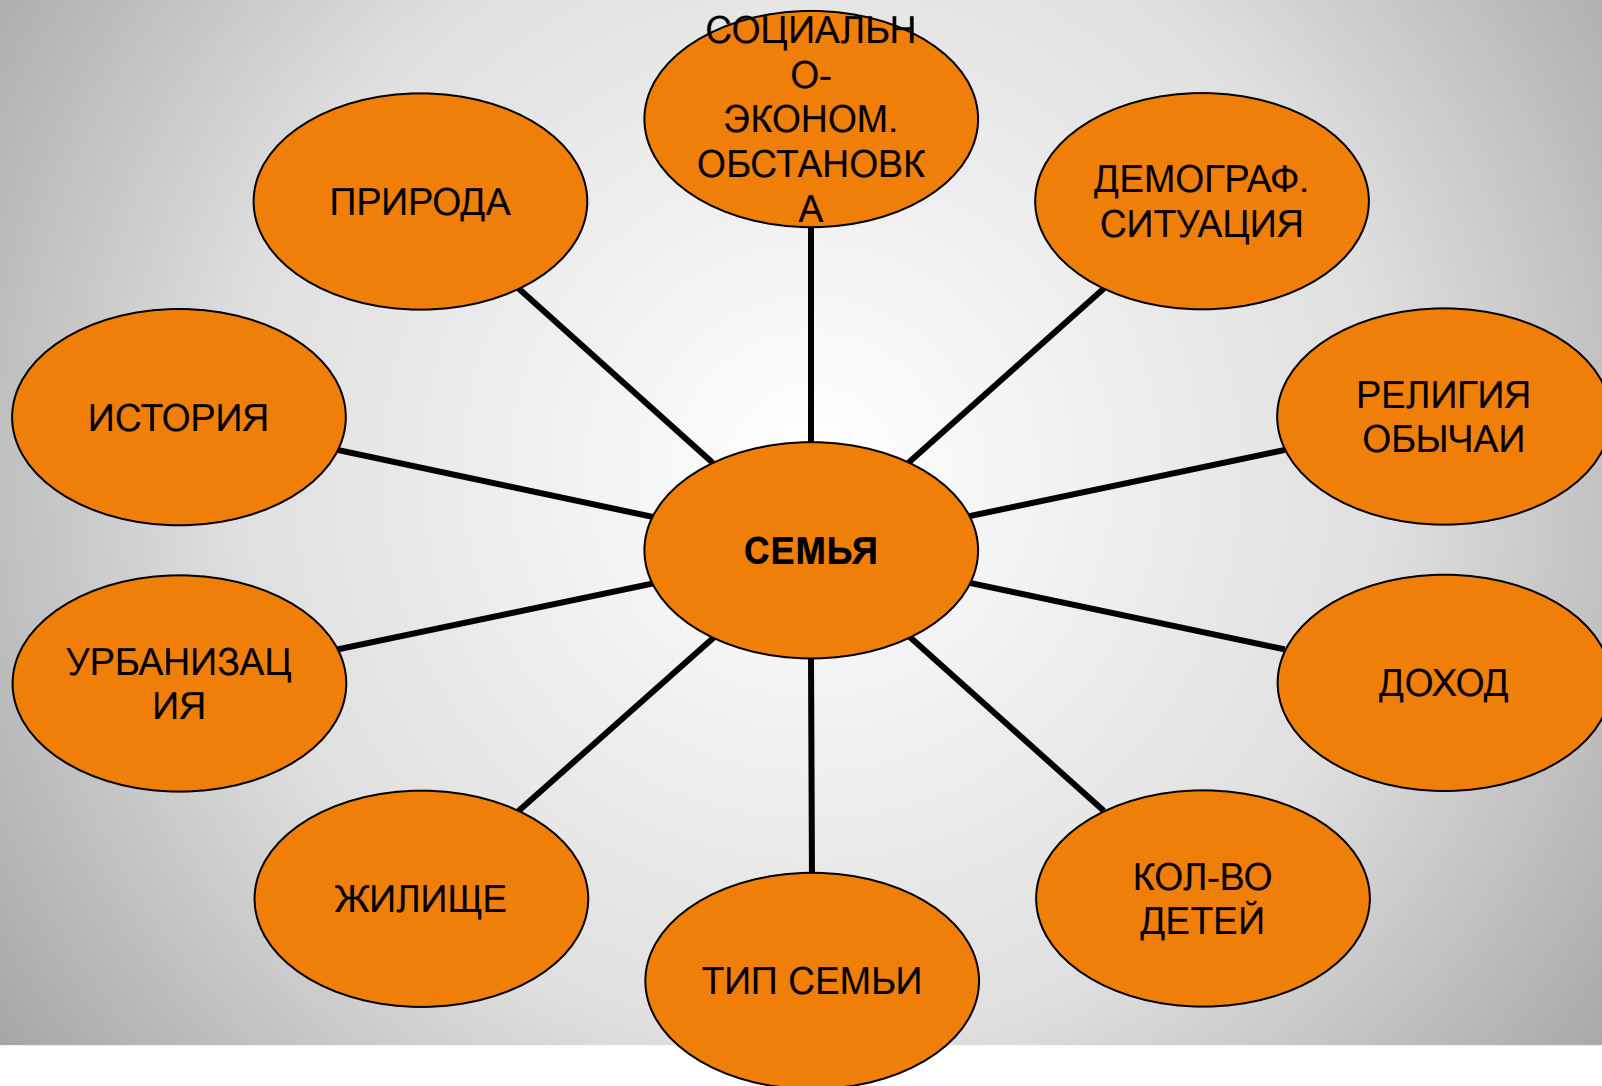 СОЦИАЛЬН
О-
ЭКОНОМ.
ОБСТАНОВК
А
ПРИРОДА
ДЕМОГРАФ.
СИТУАЦИЯ
ИСТОРИЯ
РЕЛИГИЯ
ОБЫЧАИ
СЕМЬЯ
УРБАНИЗАЦ
ИЯ
ДОХОД
ЖИЛИЩЕ
КОЛ-ВО
ДЕТЕЙ
ТИП СЕМЬИ